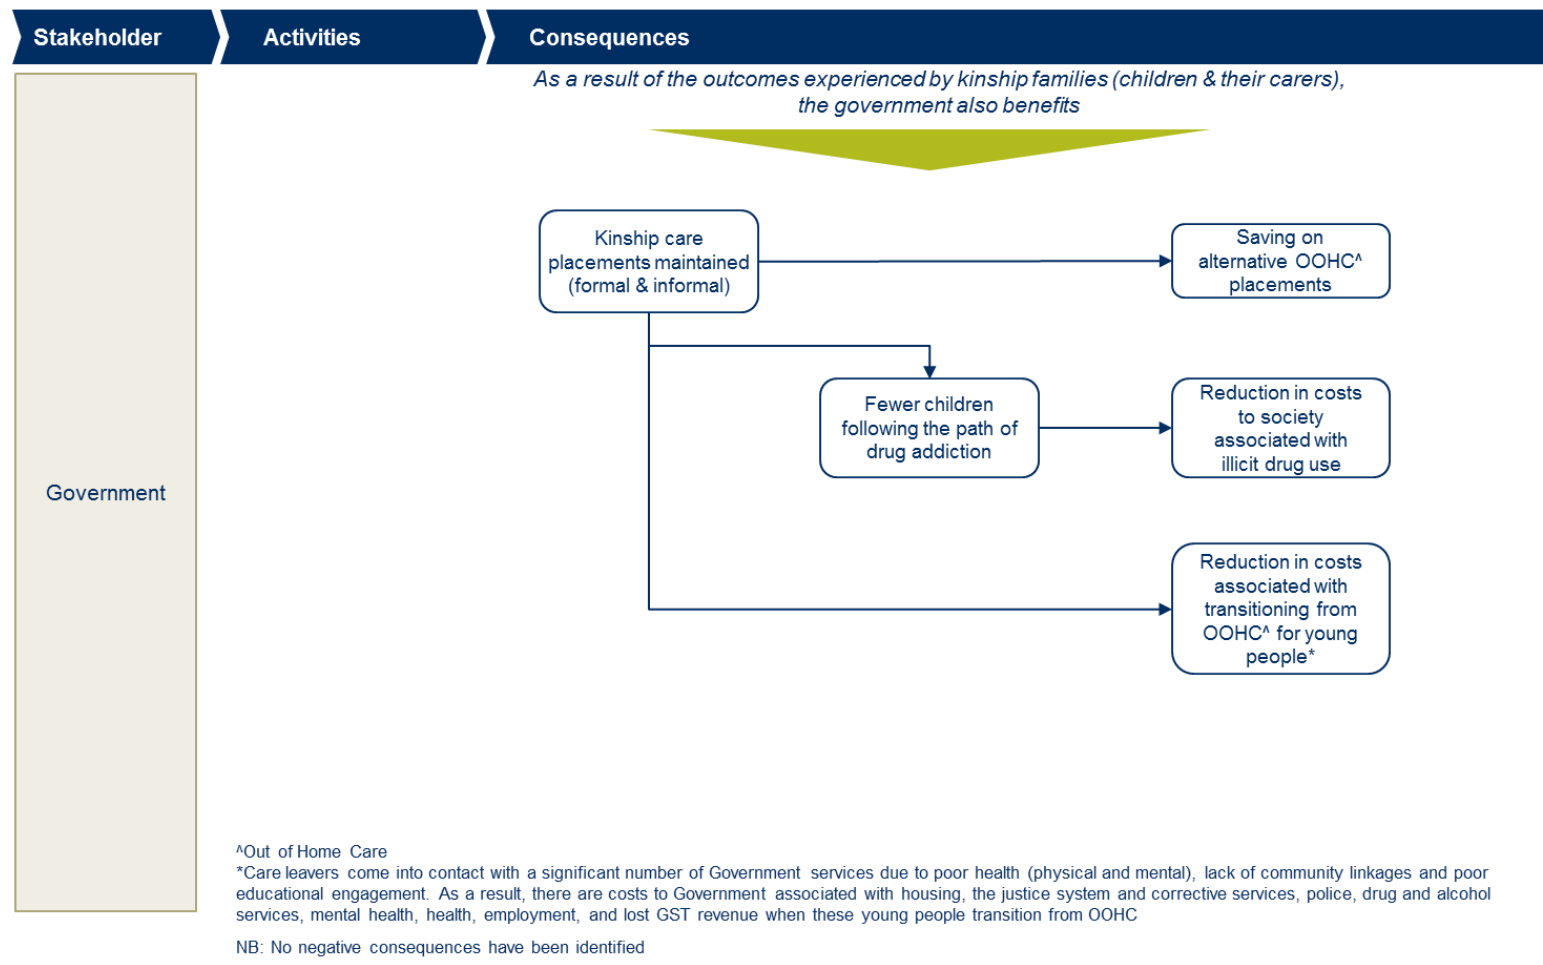 Stakeholder
Activities
Consequences
As a result of the outcomes experienced by kinship families (children & their carers),
the government also benefits
Kinship care
placements maintained
(formal & informal)
Saving on
alternative OOHC^
placements
Fewer children
following the path of
drug addiction
Reduction in costs
to society
associated with
illicit drug use
Government
Reduction in costs
associated with
transitioning from
OOHC^ for young
people*
^Out of Home Care
*Care leavers come into contact with a significant number of Government services due to poor health (physical and mental), lack of community linkages and poor
educational engagement. As a result, there are costs to Government associated with housing, the justice system and corrective services, police, drug and alcohol
services, mental health, health, employment, and lost GST revenue when these young people transition from OOHC
NB: No negative consequences have been identified